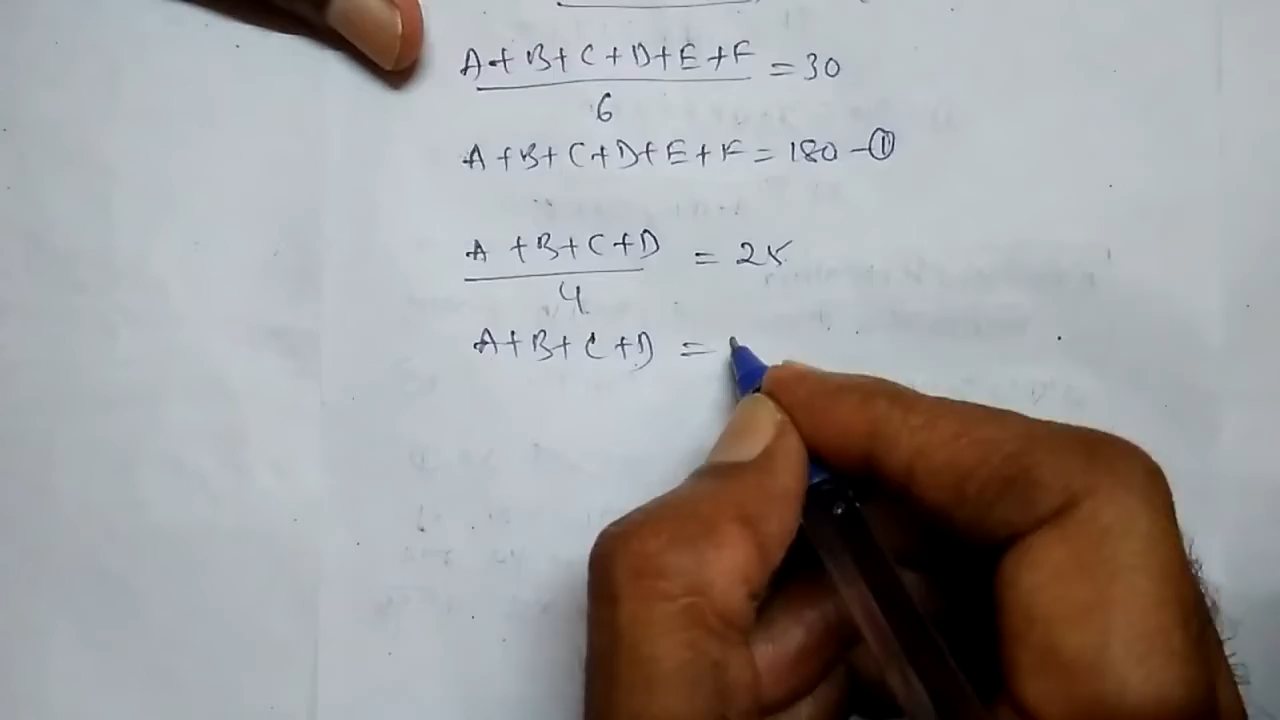 A+B+C+D+E+F = 30
6
A+B+C+D+E+F = 180 -①
A+B+C+D = 25
4
A+B+C+D =